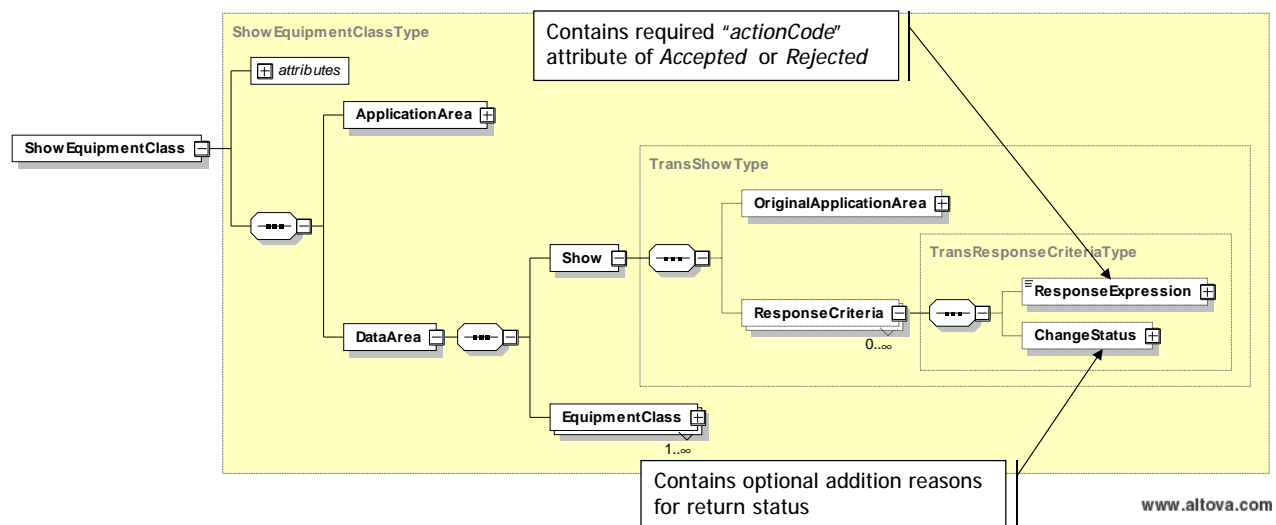 ShowEquipmentClassType
Contains required “actionCode”
attribute of Accepted or Rejected
attributes
ApplicationArea
ShowEquipmentClass
TransShowType
OriginalApplicationArea
TransResponseCriteriaType
Show
ResponseExpression
ResponseCriteria
0..∞
ChangeStatus
DataArea
EquipmentClass
1..∞
Contains optional addition reasons
for return status
www.altova.com